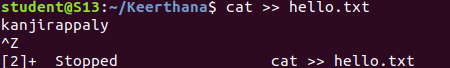 student@S13:~/Keerthana$ cat >> hello.txt
kanjirappaly
^Z
[2]+  Stopped                 cat >> hello.txt